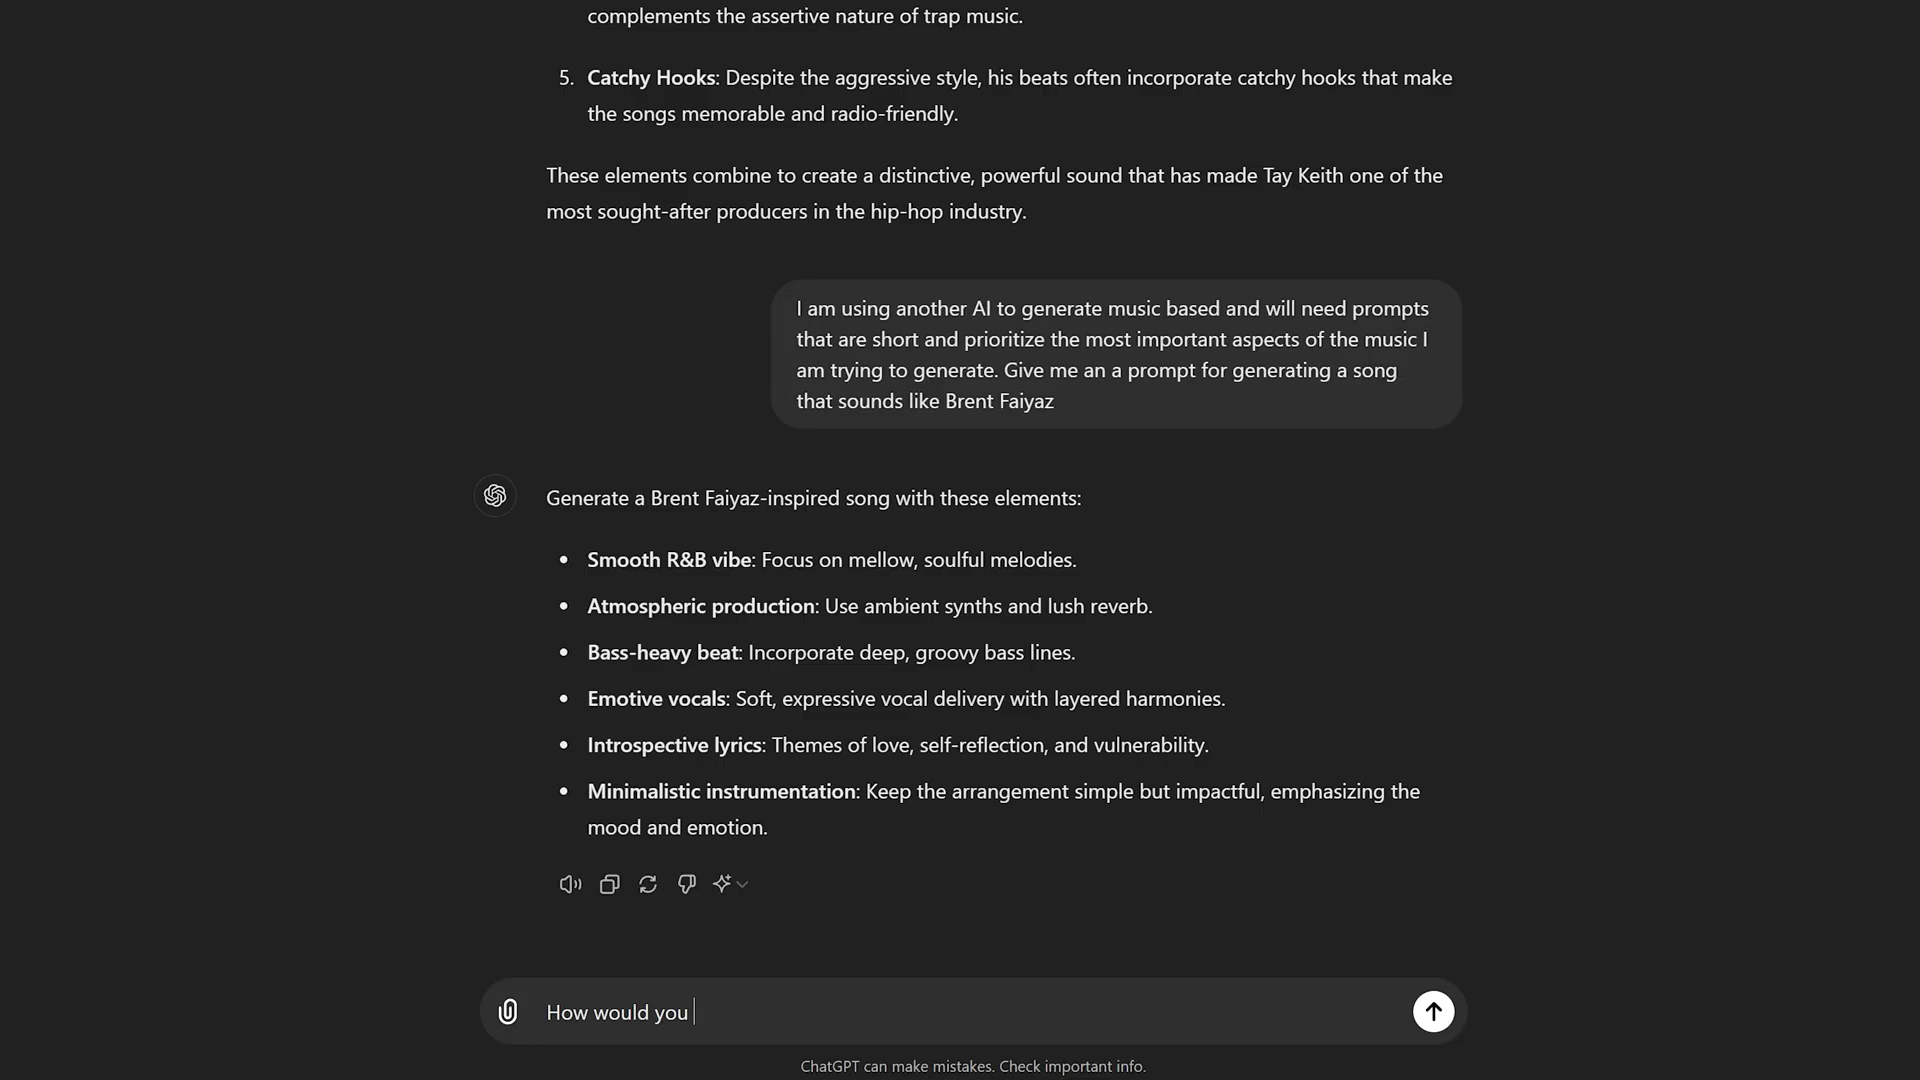 complements the assertive nature of trap music.
5. Catchy Hooks: Despite the aggressive style, his beats often incorporate catchy hooks that make
the songs memorable and radio-friendly.
These elements combine to create a distinctive, powerful sound that has made Tay Keith one of the
most sought-after producers in the hip-hop industry.
I am using another AI to generate music based and will need prompts
that are short and prioritize the most important aspects of the music I
am trying to generate. Give me an a prompt for generating a song
that sounds like Brent Faiyaz
Generate a Brent Faiyaz-inspired song with these elements:
• Smooth R&B vibe: Focus on mellow, soulful melodies.
• Atmospheric production: Use ambient synths and lush reverb.
• Bass-heavy beat: Incorporate deep, groovy bass lines.
• Emotive vocals: Soft, expressive vocal delivery with layered harmonies.
• Introspective lyrics: Themes of love, self-reflection, and vulnerability.
• Minimalistic instrumentation: Keep the arrangement simple but impactful, emphasizing the
mood and emotion.
How would you
ChatGPT can make mistakes. Check important info.